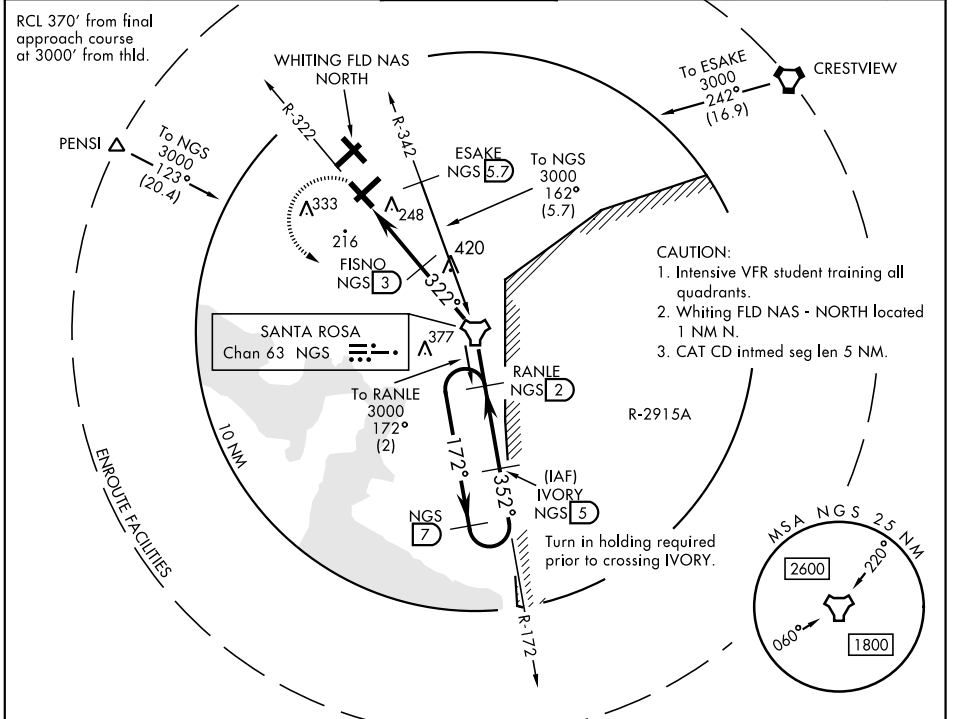 RCL 370’ from final
approach course
at 3000’ from thld.
WHITING FLD NAS
NORTH
To ESAKE
3000
242°
(16.9)
CRESTVIEW
PENSI
To NGS
3000
123°
(20.4)
R-322
R-342
ESAKE
NGS 5.7
To NGS
3000
162°
(5.7)
333
248
216
420
FISNO
NGS 3
322°
CAUTION:
1. Intensive VFR student training all
quadrants.
2. Whiting FLD NAS - NORTH located
1 NM N.
3. CAT CD intmed seg len 5 NM.
SANTA ROSA
Chan 63 NGS
377
RANLE
NGS 2
To RANLE
3000
172°
(2)
R-2915A
10 NM
172°
352°
(IAF)
IVORY
NGS 5
NGS
7
Turn in holding required
prior to crossing IVORY.
ENROUTE FACILITIES
R-172
MSA NGS 25 NM
2600
220°
060°
1800